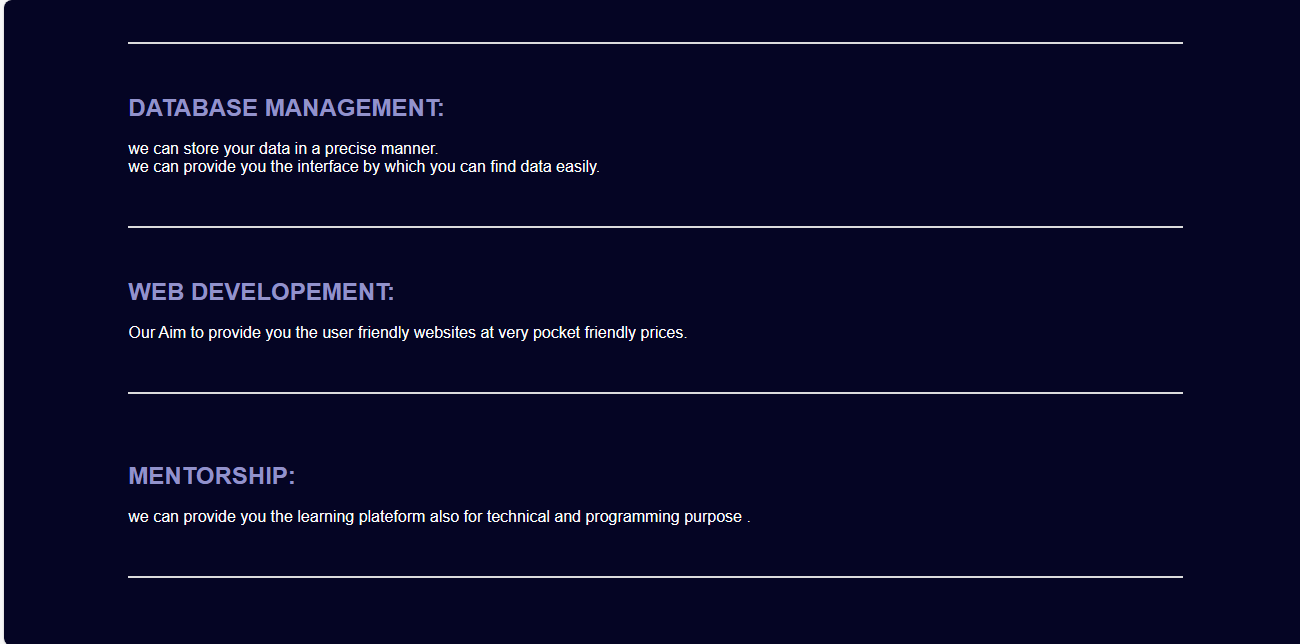 DATABASE MANAGEMENT:
we can store your data in a precise manner.
we can provide you the interface by which you can find data easily.
WEB DEVELOPEMENT:
Our Aim to provide you the user friendly websites at very pocket friendly prices.
MENTORSHIP:
we can provide you the learning plateform also for technical and programming purpose .